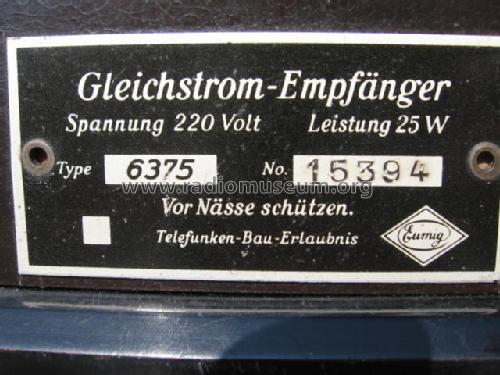 Gleichstrom-Empfänger
Spannung 220 Volt Leistung 25 W
Type 6375 No. 15394
© www.radiomuseum.org
Vor Nässe schützen.
Telefunken-Bau-Erlaubnis
Eumig